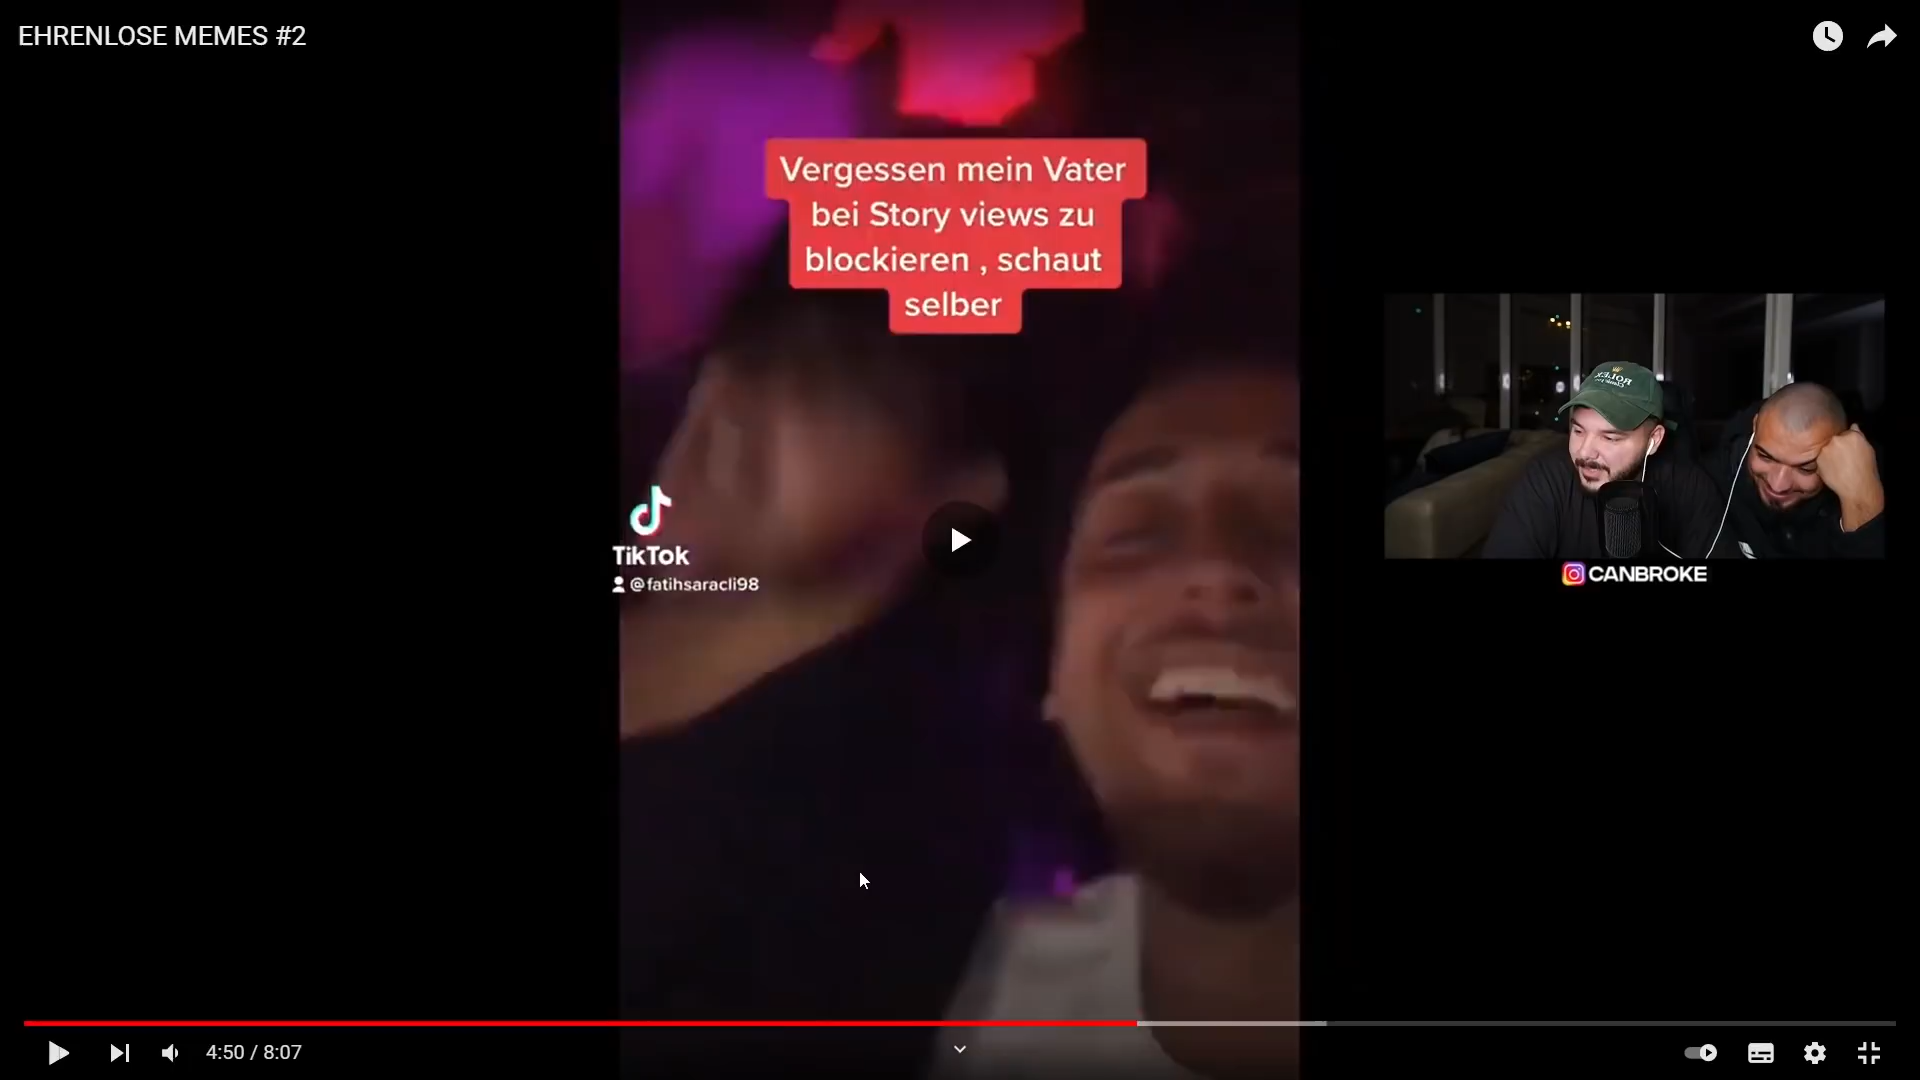 EHRENLOSE MEMES #2
Vergessen mein Vater
bei Story views zu
blockieren , schaut
selber
ROLEX
TikTok
@fatihsaracli98
CANBROKE
4:50 / 8:07